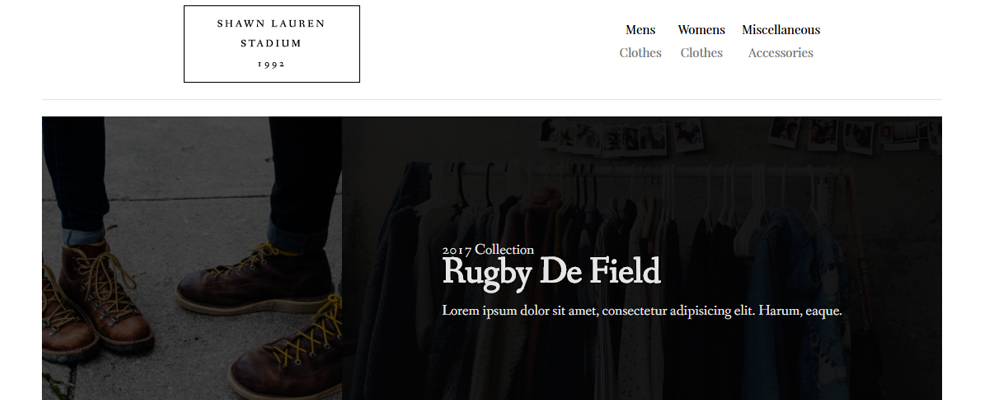 SHAWN LAUREN
STADIUM
1992
Mens Womens Miscellaneous
Clothes Clothes Accessories
2017 Collection
Rugby De Field
Lorem ipsum dolor sit amet, consectetur adipisicing elit. Harum, eaque.